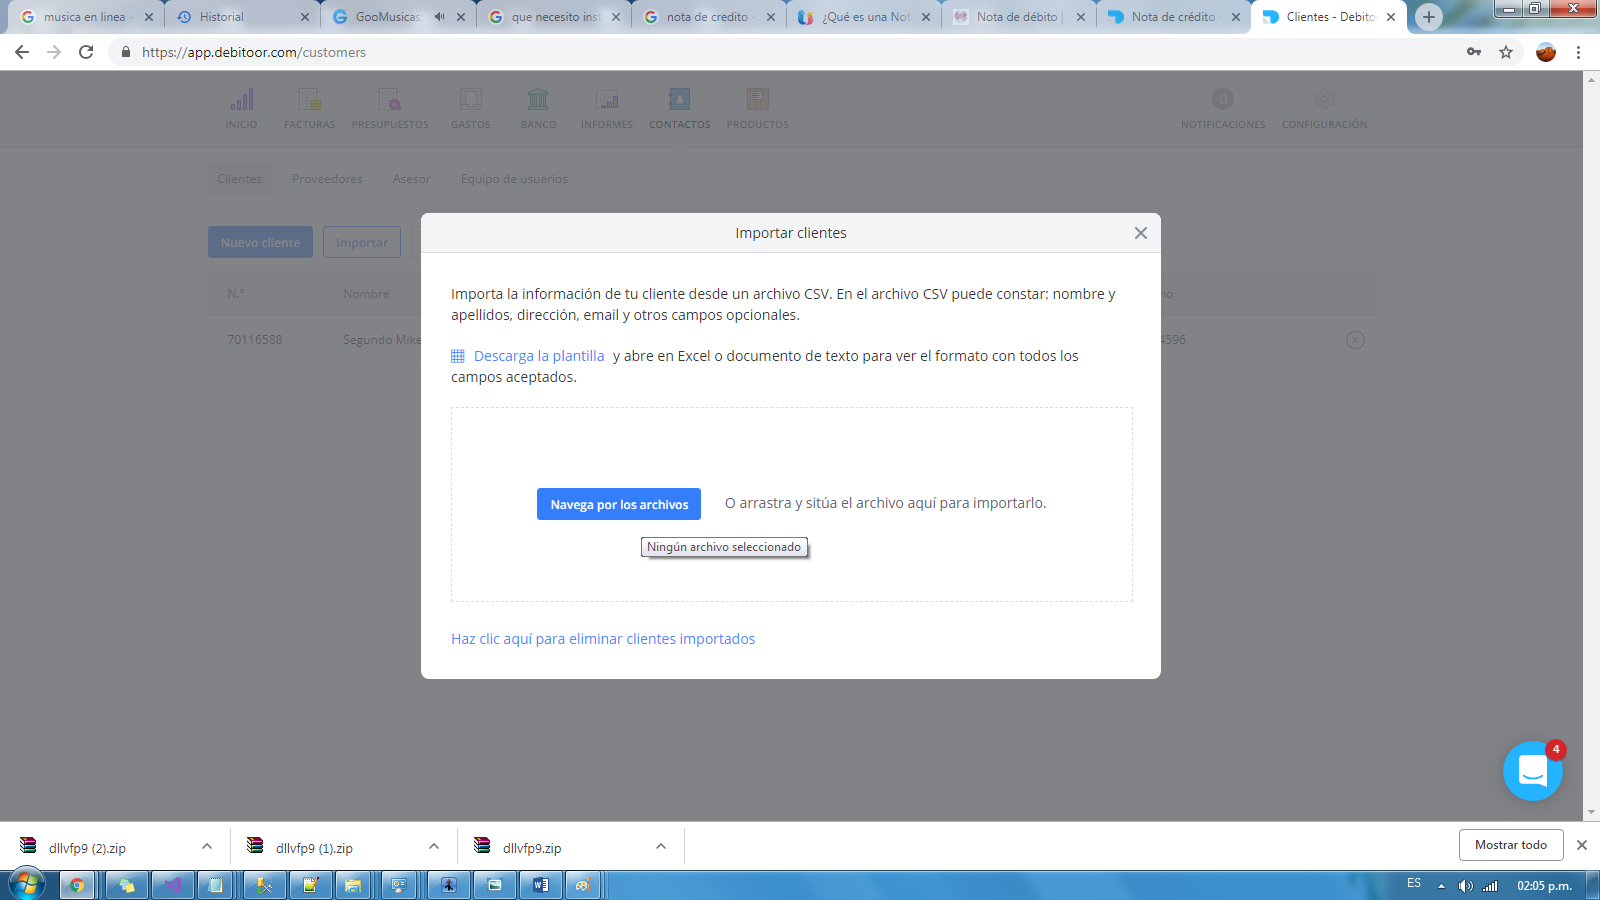 musica en linea -
Historial
GooMusicas:
que necesito inst
nota de credito -
¿Qué es una Not
Nota de débito |
Nota de crédito -
Clientes - Debito
https://app.debitoor.com/customers
INICIO
FACTURAS
PRESUPUESTOS
GASTOS
BANCO
INFORMES
CONTACTOS
PRODUCTOS
0
NOTIFICACIONES
CONFIGURACIÓN
Clientes
Proveedores
Asesor
Equipo de usuarios
Nuevo cliente
Importar
N.º
Nombre
no
70116588
Segundo Mike
4596
Importar clientes
Importa la información de tu cliente desde un archivo CSV. En el archivo CSV puede constar: nombre y
apellidos, dirección, email y otros campos opcionales.
Descarga la plantilla y abre en Excel o documento de texto para ver el formato con todos los
campos aceptados.
Navega por los archivos
O arrastra y sitúa el archivo aquí para importarlo.
Ningún archivo seleccionado
Haz clic aquí para eliminar clientes importados
4
dllvfp9 (2).zip
dllvfp9 (1).zip
dllvfp9.zip
Mostrar todo
ES
02:05 p.m.